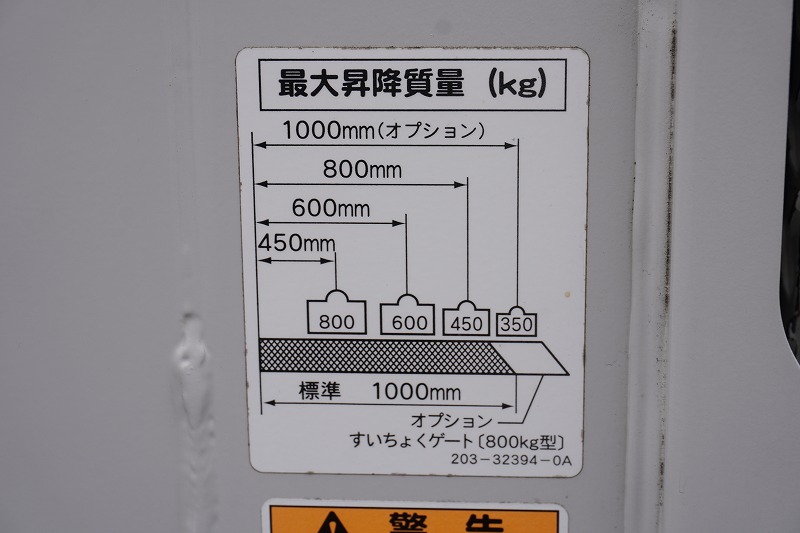 最大昇降質量 (kg)
1000mm(オプション)
800mm
600mm
450mm
800 600 450 350
標準 1000mm
オプション
すいちょくゲート〔800kg型〕
203-32394-0A
警告